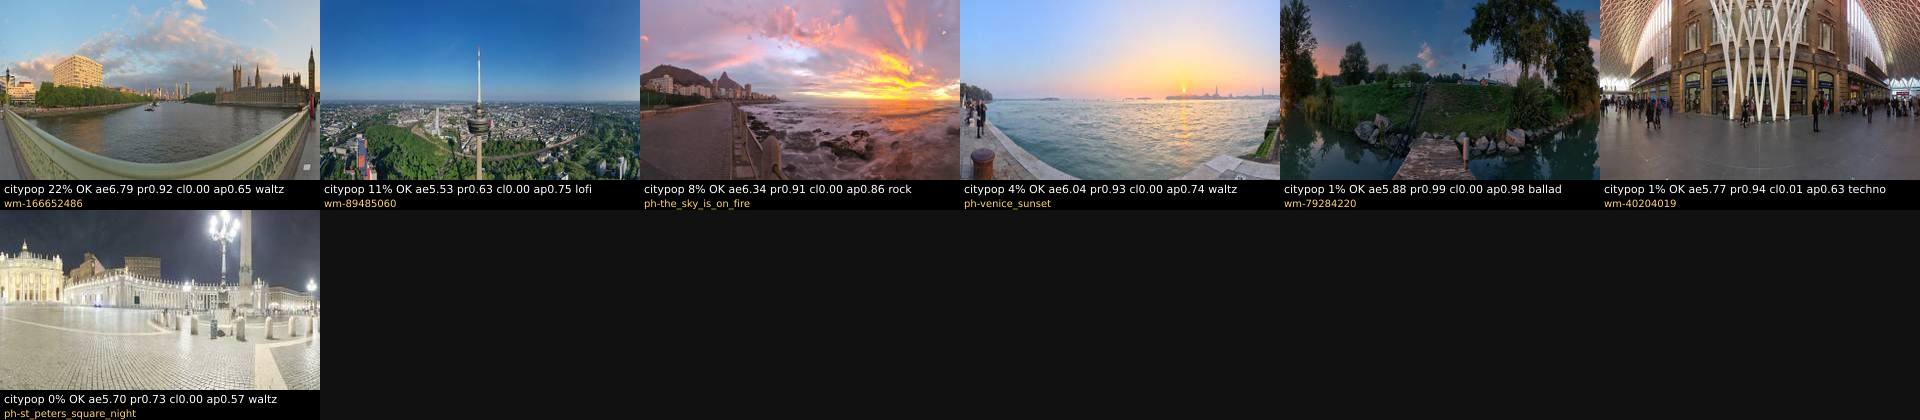 citypop 22% OK ae6.79 pr0.92 cl0.00 ap0.65 waltz
wm-166652486
citypop 11% OK ae5.53 pr0.63 cl0.00 ap0.75 lofi
wm-89485060
citypop 8% OK ae6.34 pr0.91 cl0.00 ap0.86 rock
ph-the_sky_is_on_fire
citypop 4% OK ae6.04 pr0.93 cl0.00 ap0.74 waltz
ph-venice_sunset
citypop 1% OK ae5.88 pr0.99 cl0.00 ap0.98 ballad
wm-79284220
citypop 1% OK ae5.77 pr0.94 cl0.01 ap0.63 techno
wm-40204019
citypop 0% OK ae5.70 pr0.73 cl0.00 ap0.57 waltz
ph-st_peters_square_night